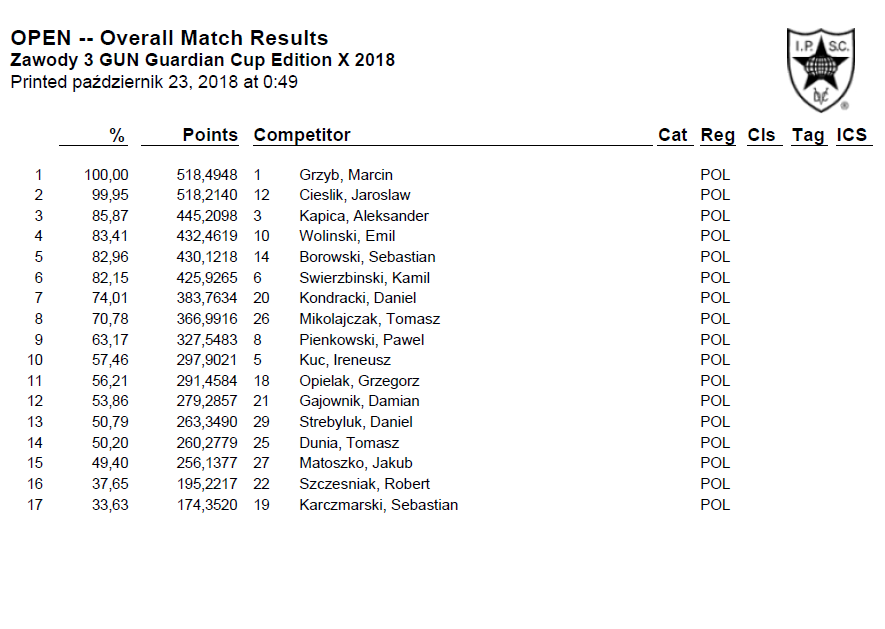 OPEN -- Overall Match Results
Zawody 3 GUN Guardian Cup Edition X 2018
Printed październik 23, 2018 at 0:49
I.P. S.C.
DVC
®
% Points Competitor Cat Reg Cls Tag ICS
1 100,00 518,4948 1 Grzyb, Marcin POL
2 99,95 518,2140 12 Cieslik, Jaroslaw POL
3 85,87 445,2098 3 Kapica, Aleksander POL
4 83,41 432,4619 10 Wolinski, Emil POL
5 82,96 430,1218 14 Borowski, Sebastian POL
6 82,15 425,9265 6 Swierzbinski, Kamil POL
7 74,01 383,7634 20 Kondracki, Daniel POL
8 70,78 366,9916 26 Mikolajczak, Tomasz POL
9 63,17 327,5483 8 Pienkowski, Pawel POL
10 57,46 297,9021 5 Kuc, Ireneusz POL
11 56,21 291,4584 18 Opielak, Grzegorz POL
12 53,86 279,2857 21 Gajownik, Damian POL
13 50,79 263,3490 29 Strebyluk, Daniel POL
14 50,20 260,2779 25 Dunia, Tomasz POL
15 49,40 256,1377 27 Matoszko, Jakub POL
16 37,65 195,2217 22 Szczesniak, Robert POL
17 33,63 174,3520 19 Karczmarski, Sebastian POL